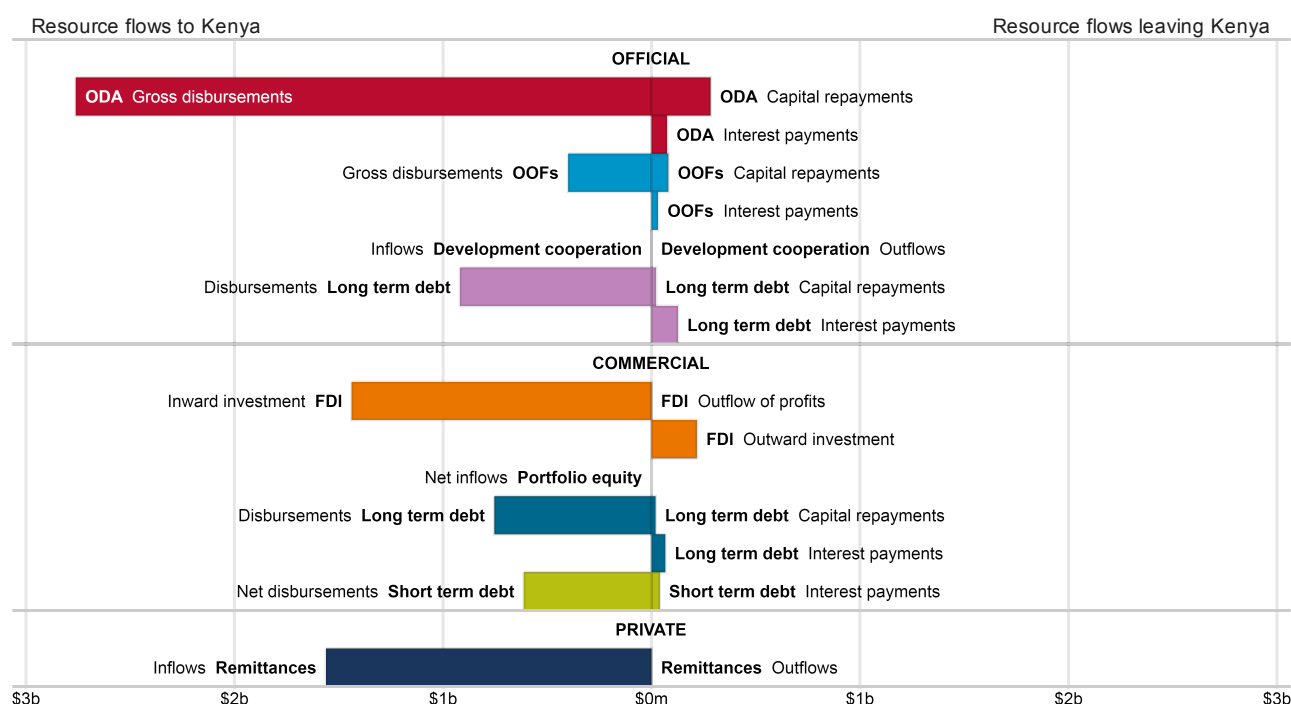 Resource flows to Kenya Resource flows leaving Kenya
OFFICIAL
ODA Gross disbursements ODA Capital repayments
ODA Interest payments
Gross disbursements OOFs OOFs Capital repayments
OOFs Interest payments
Inflows Development cooperation Development cooperation Outflows
Disbursements Long term debt Long term debt Capital repayments
Long term debt Interest payments
COMMERCIAL
Inward investment FDI FDI Outflow of profits
FDI Outward investment
Net inflows Portfolio equity
Disbursements Long term debt Long term debt Capital repayments
Long term debt Interest payments
Net disbursements Short term debt Short term debt Interest payments
PRIVATE
Inflows Remittances Remittances Outflows
$3b $2b $1b $0m $1b $2b $3b